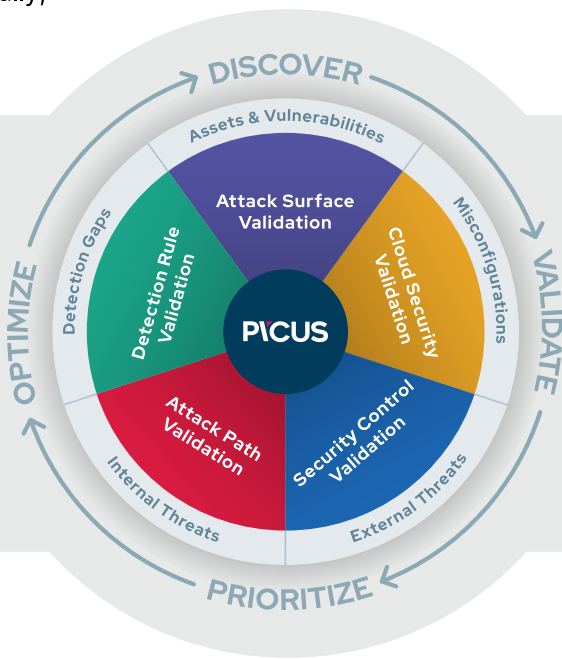 DISCOVER
Assets & Vulnerabilities
Attack Surface
Validation
Misconfigurations
Cloud Security
Validation
VALIDATE
PICUS
Security Control
Validation
External Threats
PRIORITIZE
Attack Path
Validation
Internal Threats
OPTIMIZE
Detection Gaps
Detection Rule
Validation